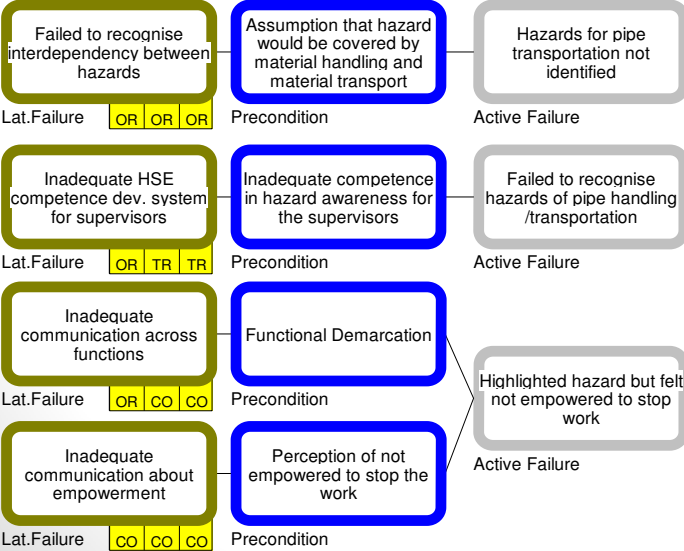 Failed to recognise
interdependency between
hazards
Assumption that hazard
would be covered by
material handling and
material transport
Hazards for pipe
transportation not
identified
Lat.Failure
OR OR OR
Precondition
Active Failure
Inadequate HSE
competence dev. system
for supervisors
Inadequate competence
in hazard awareness for
the supervisors
Failed to recognise
hazards of pipe handling
/transportation
Lat.Failure
OR TR TR
Precondition
Active Failure
Inadequate
communication across
functions
Functional Demarcation
Lat.Failure
OR CO CO
Precondition
Highlighted hazard but felt
not empowered to stop
work
Active Failure
Inadequate
communication about
empowerment
Perception of not
empowered to stop the
work
Lat.Failure
CO CO CO
Precondition